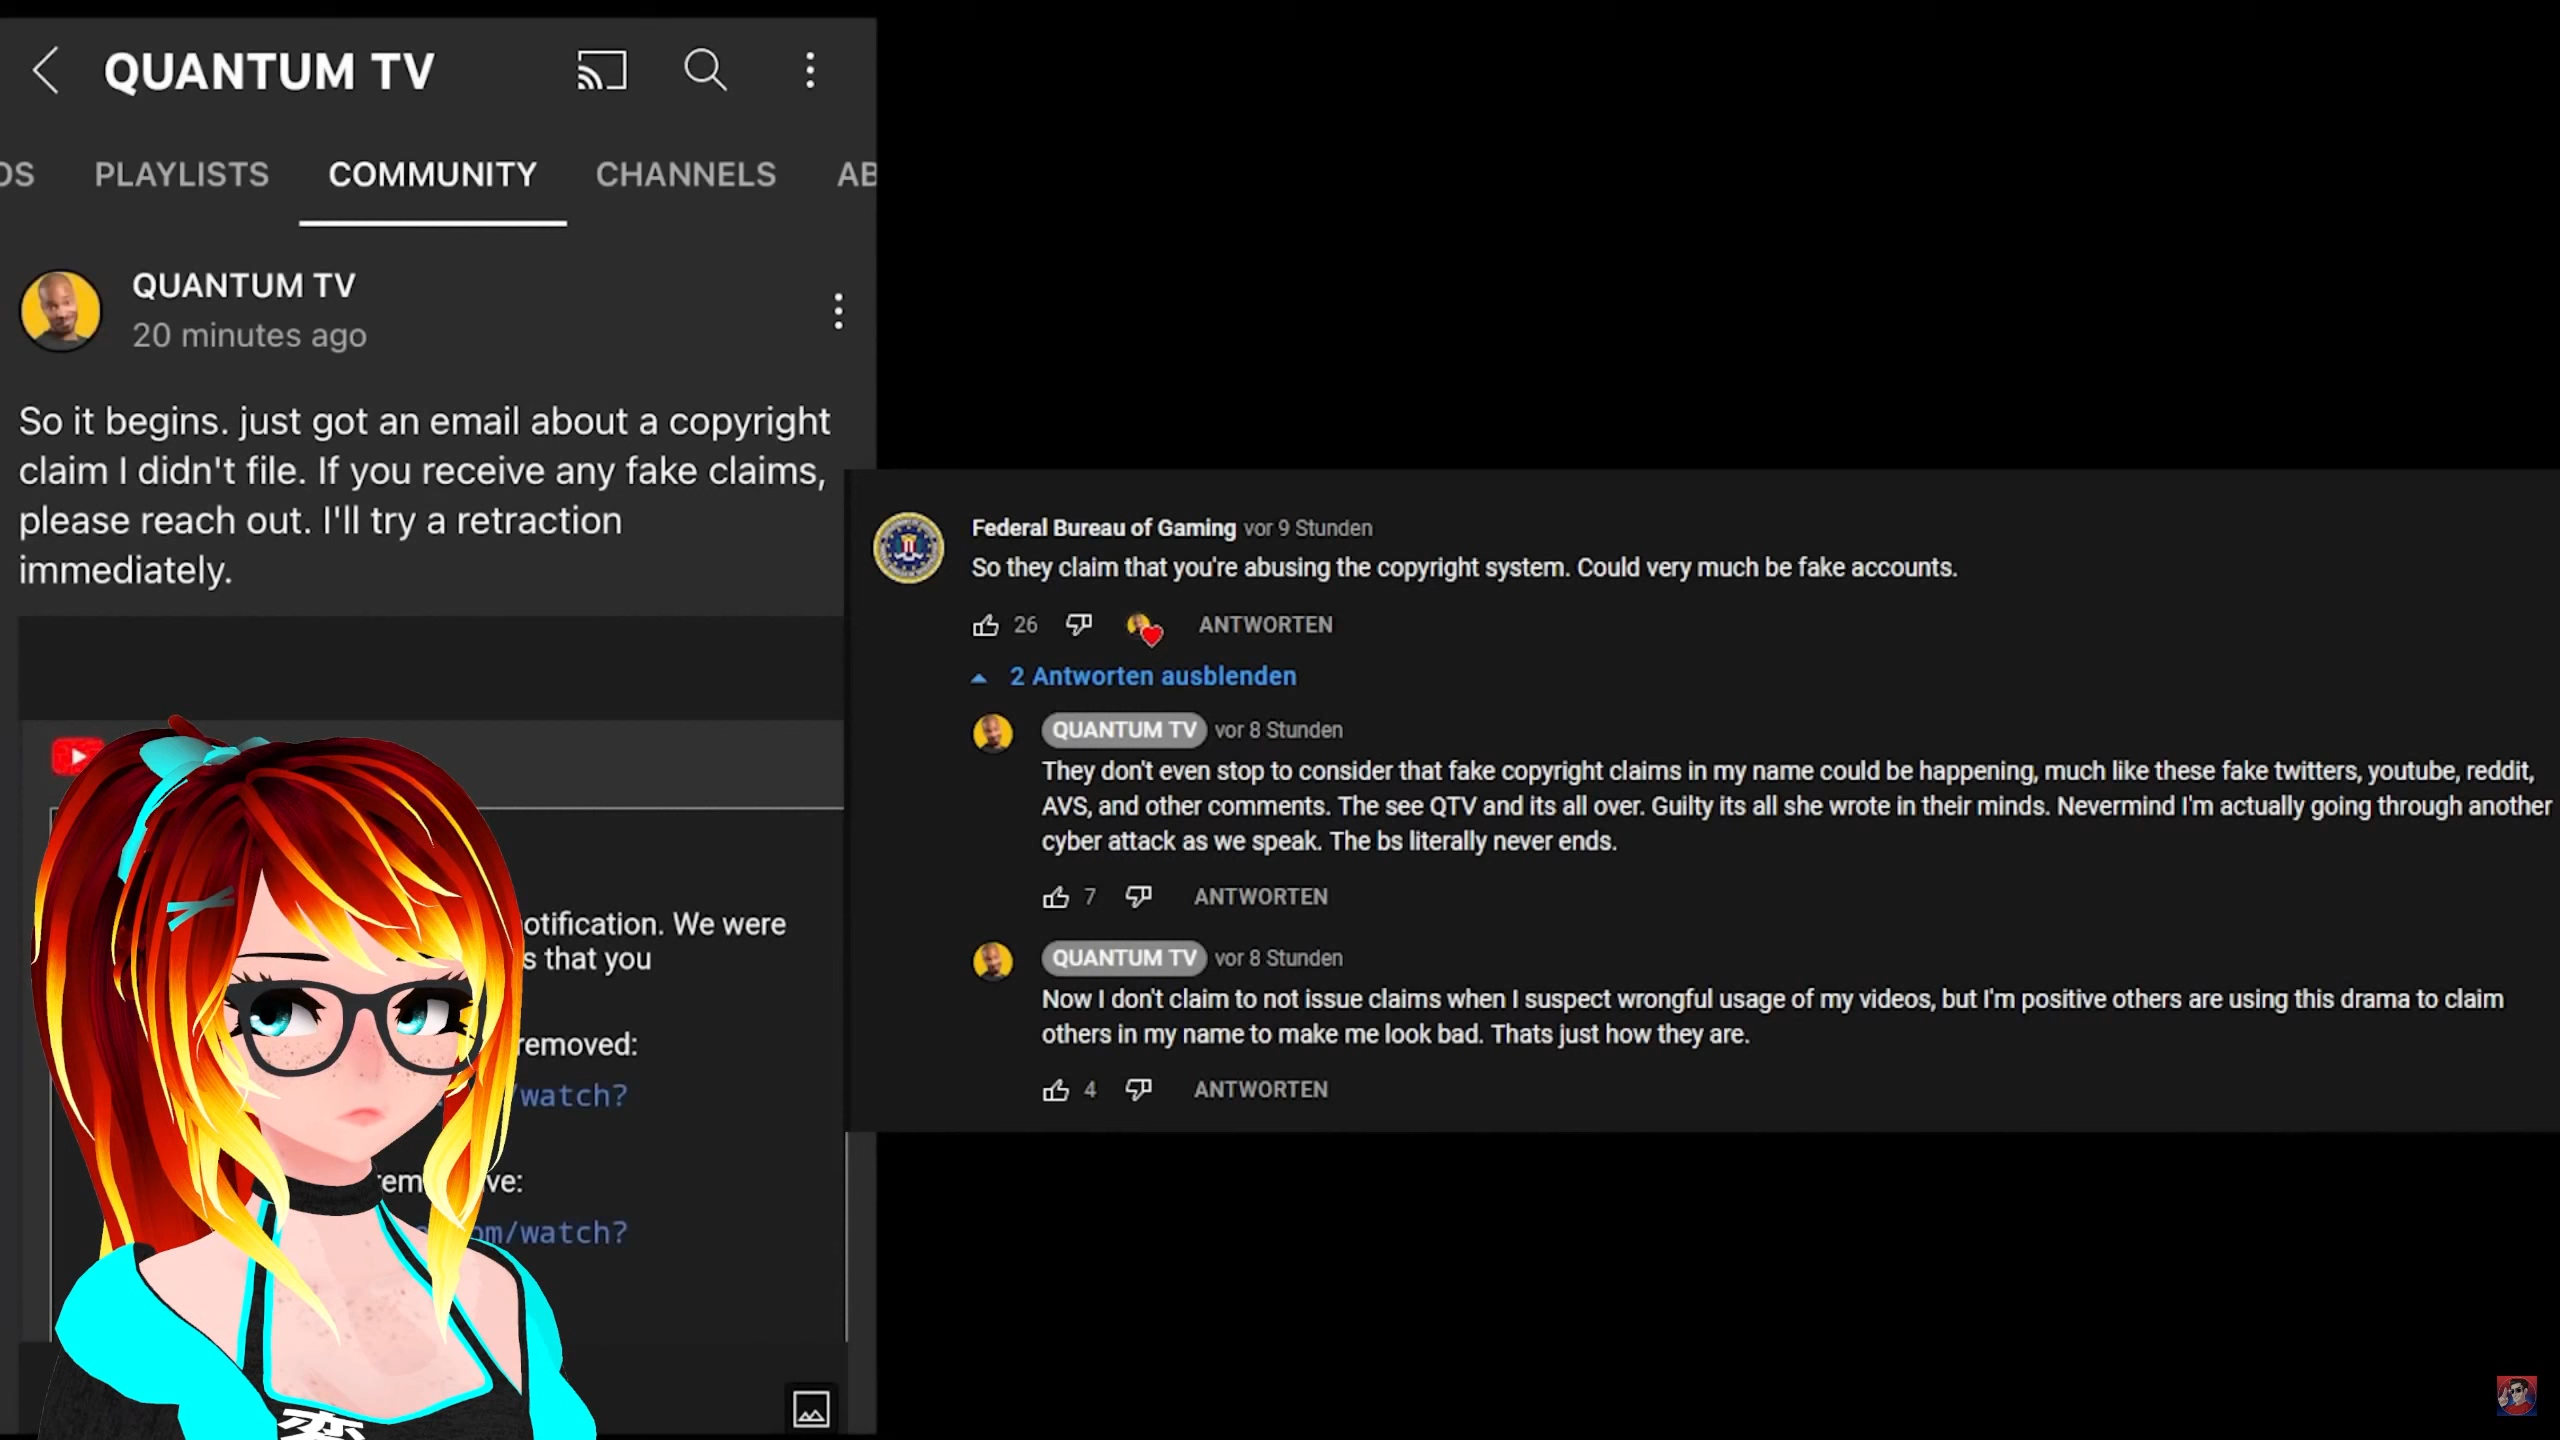 QUANTUM TV
PLAYLISTS COMMUNITY CHANNELS
QUANTUM TV
20 minutes ago
So it begins. just got an email about a copyright
claim I didn't file. If you receive any fake claims,
please reach out. I'll try a retraction
immediately.
We were
that you
removed:
/watch?
om/watch?
変
Federal Bureau of Gaming vor 9 Stunden
So they claim that you're abusing the copyright system. Could very much be fake accounts.
26 ANTWORTEN
2 Antworten ausblenden
QUANTUM TV vor 8 Stunden
They don't even stop to consider that fake copyright claims in my name could be happening, much like these fake twitters, youtube, reddit,
AVS, and other comments. The see QTV and its all over. Guilty its all she wrote in their minds. Nevermind I'm actually going through another
cyber attack as we speak. The bs literally never ends.
7 ANTWORTEN
QUANTUM TV vor 8 Stunden
Now I don't claim to not issue claims when I suspect wrongful usage of my videos, but I'm positive others are using this drama to claim
others in my name to make me look bad. Thats just how they are.
4 ANTWORTEN